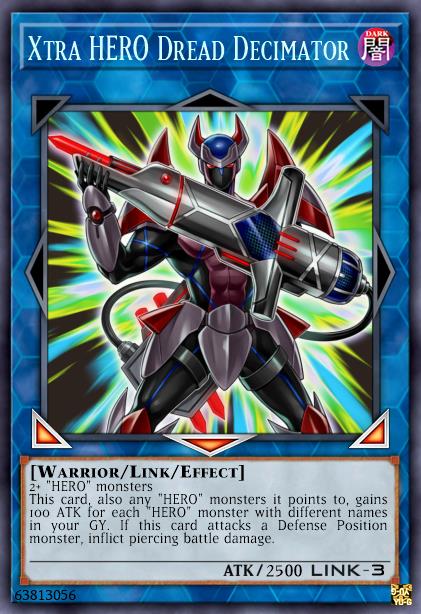 Xtra HERO Dread Decimator
DARK
闇
[Warrior/Link/Effect]
2+ "HERO" monsters
This card, also any "HERO" monsters it points to, gains
100 ATK for each "HERO" monster with different names
in your GY. If this card attacks a Defense Position
monster, inflict piercing battle damage.
ATK/2500 LINK-3
63813056